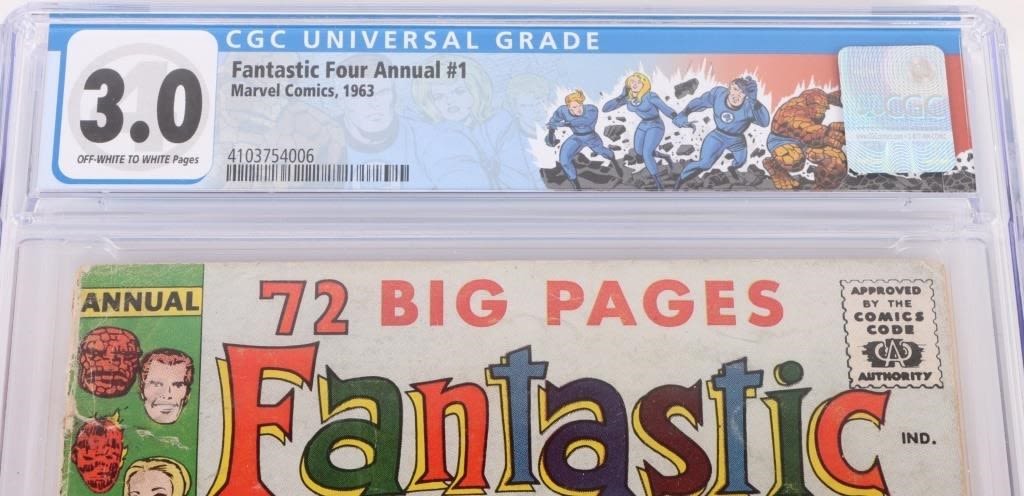 CGC UNIVERSAL GRADE
3.0
OFF-WHITE TO WHITE Pages
Fantastic Four Annual #1
Marvel Comics, 1963
4103754006
CGC
ANNUAL
72 BIG PAGES
APPROVED
BY THE
COMICS
CODE
CA
AUTHORITY
Fantastic
IND.